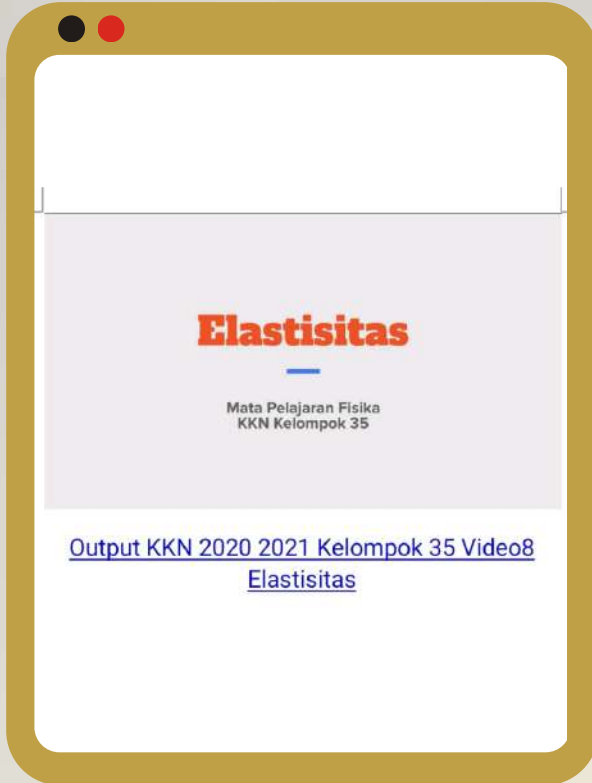 Elastisitas
Mata Pelajaran Fisika
KKN Kelompok 35
Output KKN 2020 2021 Kelompok 35 Video8
Elastisitas